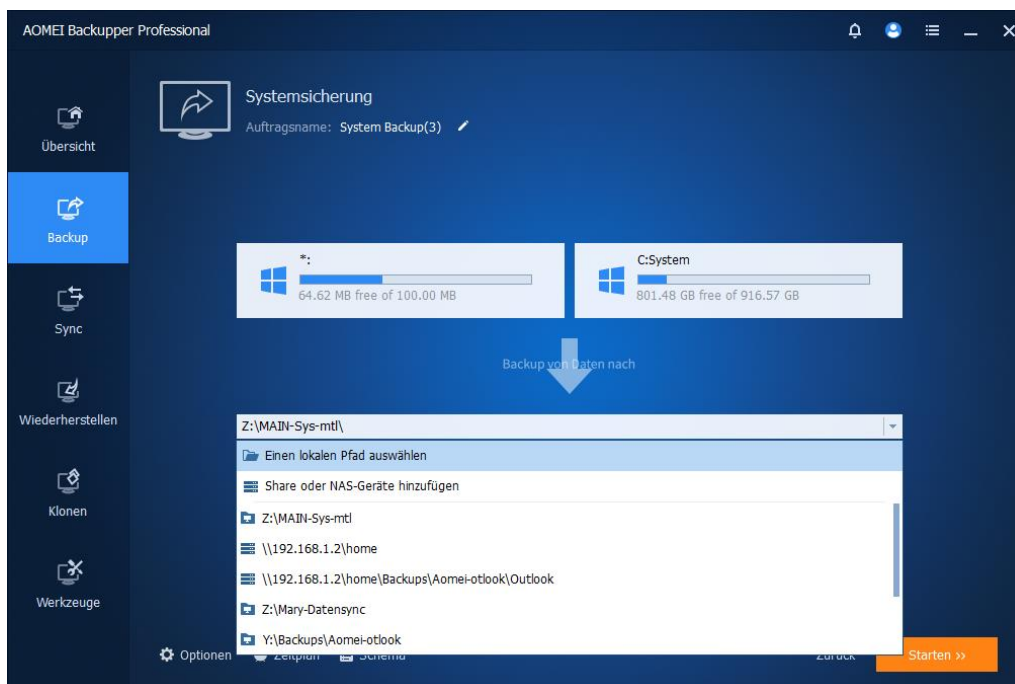 AOMEI Backupper Professional
Übersicht
Backup
Sync
Wiederherstellen
Klonen
Werkzeuge
Systemsicherung
Auftragsname: System Backup(3)
*:
64.62 MB free of 100.00 MB
C:System
801.48 GB free of 916.57 GB
Backup von Daten nach
Z:\MAIN-Sys-mtl\
Einen lokalen Pfad auswählen
Share oder NAS-Geräte hinzufügen
Z:\MAIN-Sys-mtl
\\192.168.1.2\home
\\192.168.1.2\home\Backups\Aomei-otlook\Outlook
Z:\Mary-Datensync
Y:\Backups\Aomei-otlook
Optionen Zeitplan Schema Zurück Starten >>